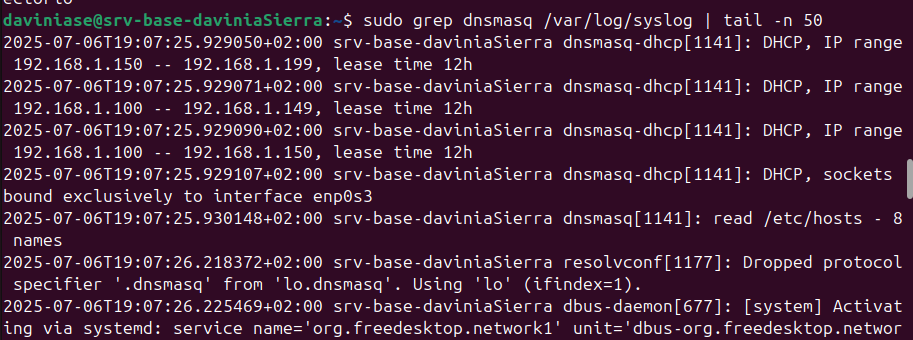 daviniase@srv-base-daviniaSierra:~$ sudo grep dnsmasq /var/log/syslog | tail -n 50
2025-07-06T19:07:25.929050+02:00 srv-base-daviniaSierra dnsmasq-dhcp[1141]: DHCP, IP range
192.168.1.150 -- 192.168.1.199, lease time 12h
2025-07-06T19:07:25.929071+02:00 srv-base-daviniaSierra dnsmasq-dhcp[1141]: DHCP, IP range
192.168.1.100 -- 192.168.1.149, lease time 12h
2025-07-06T19:07:25.929090+02:00 srv-base-daviniaSierra dnsmasq-dhcp[1141]: DHCP, IP range
192.168.1.100 -- 192.168.1.150, lease time 12h
2025-07-06T19:07:25.929107+02:00 srv-base-daviniaSierra dnsmasq-dhcp[1141]: DHCP, sockets
bound exclusively to interface enp0s3
2025-07-06T19:07:25.930148+02:00 srv-base-daviniaSierra dnsmasq[1141]: read /etc/hosts - 8
names
2025-07-06T19:07:26.218372+02:00 srv-base-daviniaSierra resolvconf[1177]: Dropped protocol
specifier '.dnsmasq' from 'lo.dnsmasq'. Using 'lo' (ifindex=1).
2025-07-06T19:07:26.225469+02:00 srv-base-daviniaSierra dbus-daemon[677]: [system] Activat
ing via systemd: service name='org.freedesktop.network1' unit='dbus-org.freedesktop.networ